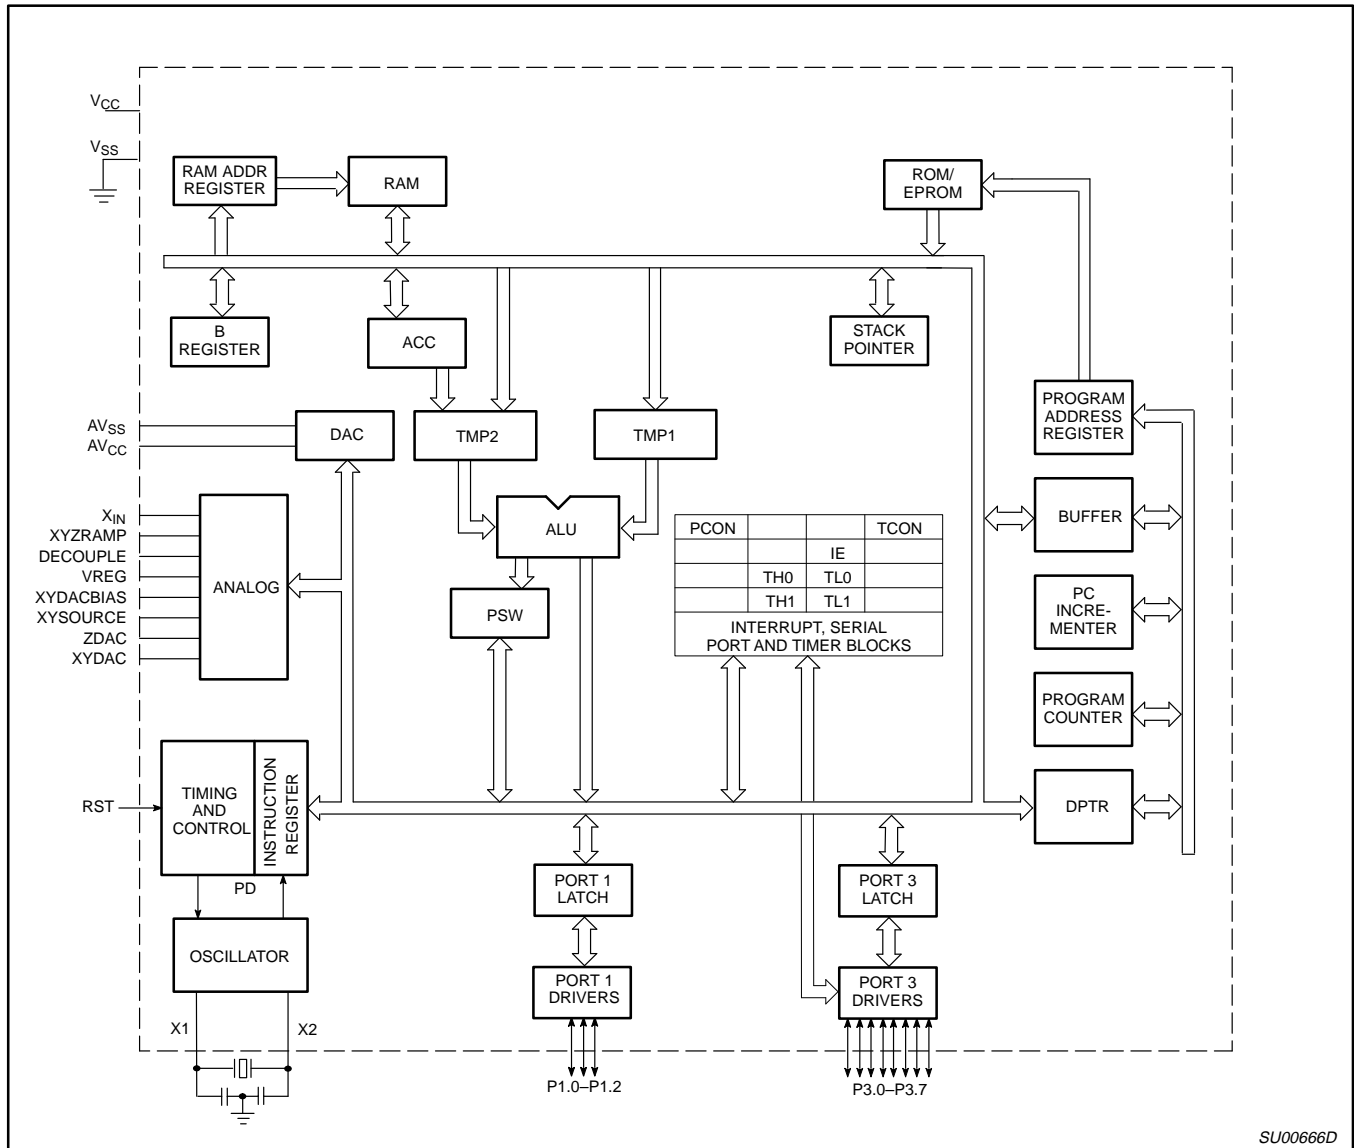 VCC
VSS
RAM ADDR
REGISTER
RAM
ROM/
EPROM
B
REGISTER
ACC
STACK
POINTER
PROGRAM
ADDRESS
REGISTER
AVSS
AVCC
DAC
TMP2
TMP1
BUFFER
XIN
XYZRAMP
DECOUPLE
VREG
XYDACBIAS
XYSOURCE
ZDAC
XYDAC
ANALOG
ALU
PSW
PCON
TCON
IE
TH0
TL0
TH1
TL1
INTERRUPT, SERIAL
PORT AND TIMER BLOCKS
PC
INCRE-
MENTER
PROGRAM
COUNTER
RST
TIMING
AND
CONTROL
INSTRUCTION
REGISTER
DPTR
PD
OSCILLATOR
PORT 1
LATCH
PORT 3
LATCH
PORT 1
DRIVERS
PORT 3
DRIVERS
X1
X2
P1.0–P1.2
P3.0–P3.7
SU00666D